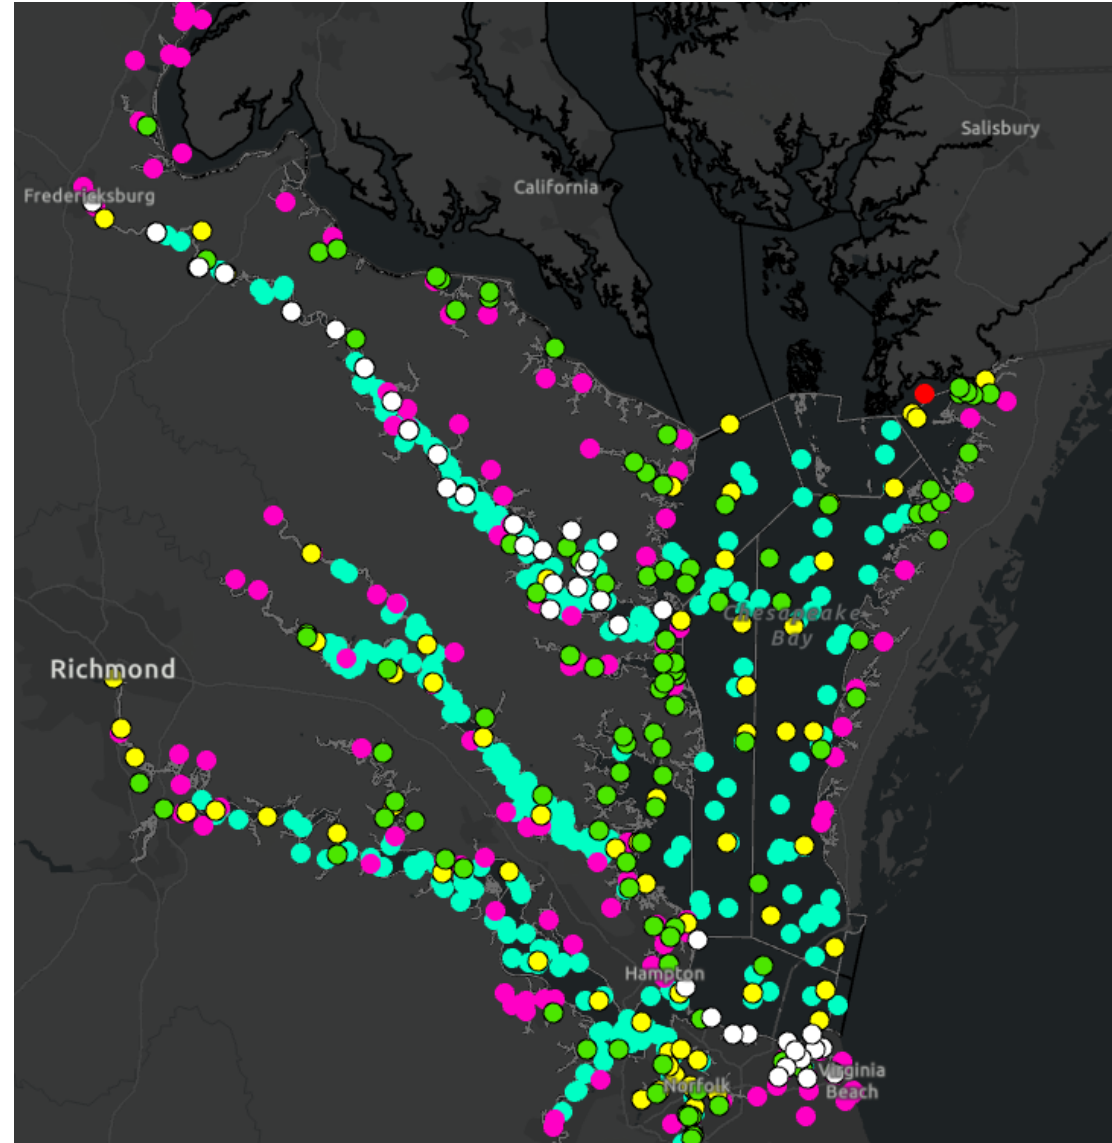 Salisbury
California
Fredericksburg
Chesapeake
Bay
Richmond
Hampton
Virginia
Beach
Norfolk